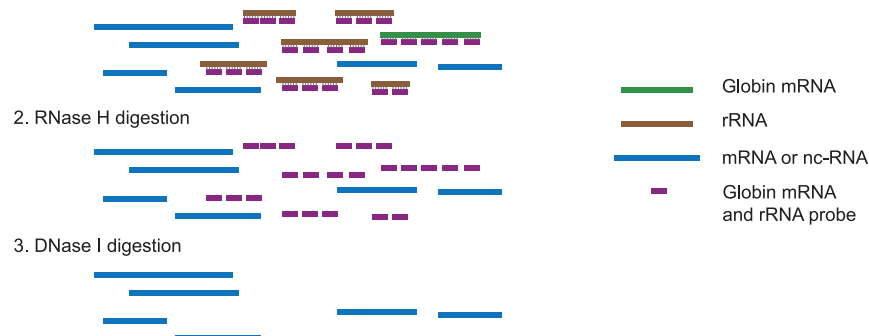 2. RNase H digestion
3. DNase I digestion
Globin mRNA
rRNA
mRNA or nc-RNA
Globin mRNA
and rRNA probe